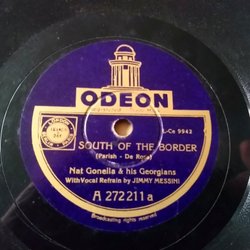 ODEON
L-Co 9942
SOUTH OF THE BORDER
(Parish - De Rose)
Nat Gonella & his Georgians
With Vocal Refrain by JIMMY MESSINI
A 272211a
Broadcasting rights reserved